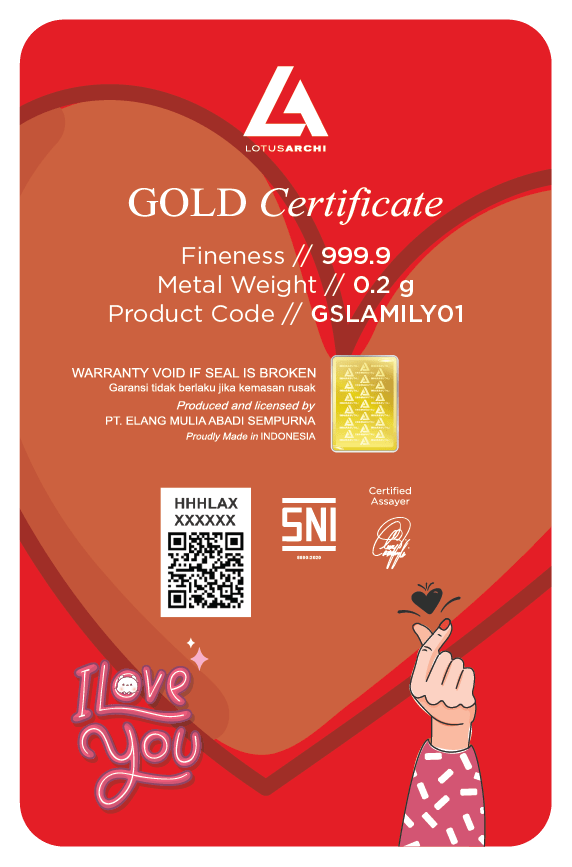 LOTUSARCHI
GOLD Certificate
Fineness // 999.9
Metal Weight // 0.2 g
Product Code // GSLAMILY01
WARRANTY VOID IF SEAL IS BROKEN
Garansi tidak berlaku jika kemasan rusak
Produced and licensed by
PT. ELANG MULIA ABADI SEMPURNA
Proudly Made in INDONESIA
HHHLAX
XXXXXX
SNI
Certified
Assayer
I Love
You